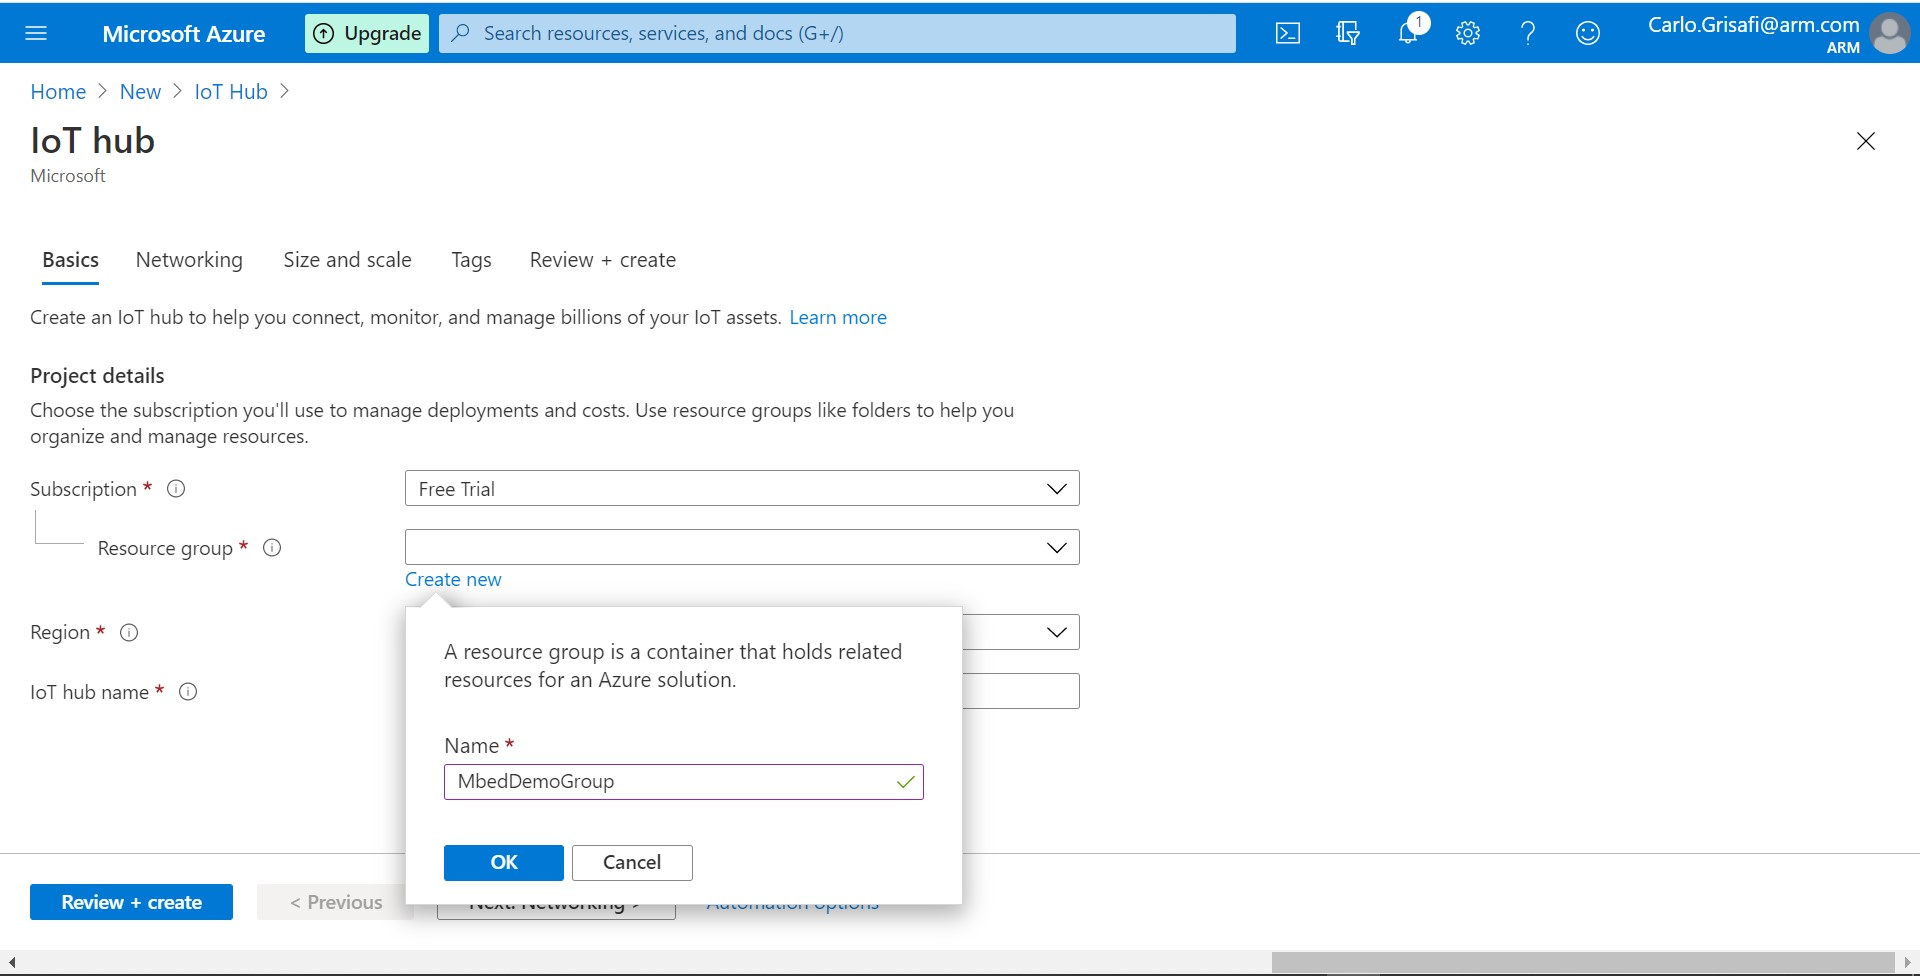 Microsoft Azure
Upgrade
Search resources, services, and docs (G+/)
1
Carlo.Grisafi@arm.com
ARM
Home > New > IoT Hub >
IoT hub
Microsoft
Basics
Networking
Size and scale
Tags
Review + create
Create an IoT hub to help you connect, monitor, and manage billions of your IoT assets. Learn more
Project details
Choose the subscription you'll use to manage deployments and costs. Use resource groups like folders to help you
organize and manage resources.
Subscription *
Free Trial
Resource group *
Create new
Region *
IoT hub name *
A resource group is a container that holds related
resources for an Azure solution.
Name *
MbedDemoGroup
OK
Cancel
Review + create
< Previous
Next: Networking >
Automation options